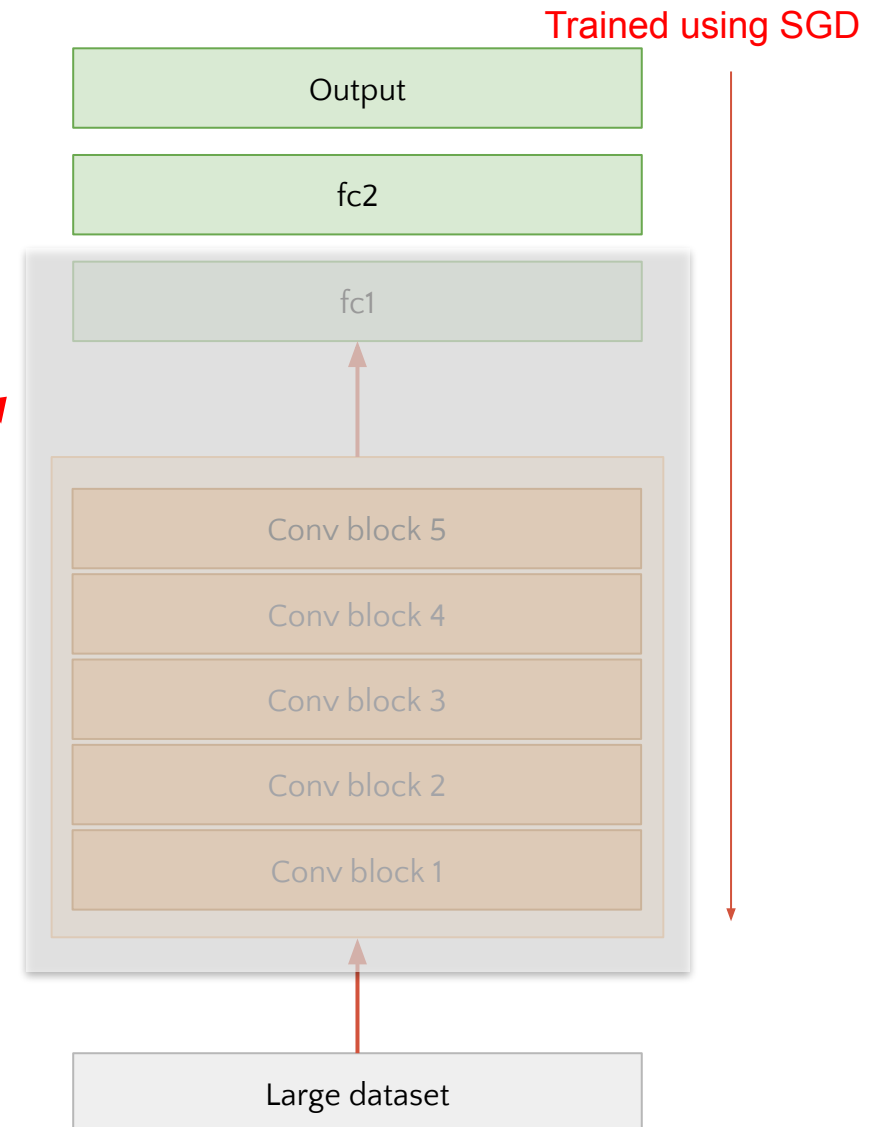 Trained using SGD
Output
fc2
fc1
Conv block 5
Conv block 4
Conv block 3
Conv block 2
Conv block 1
Large dataset